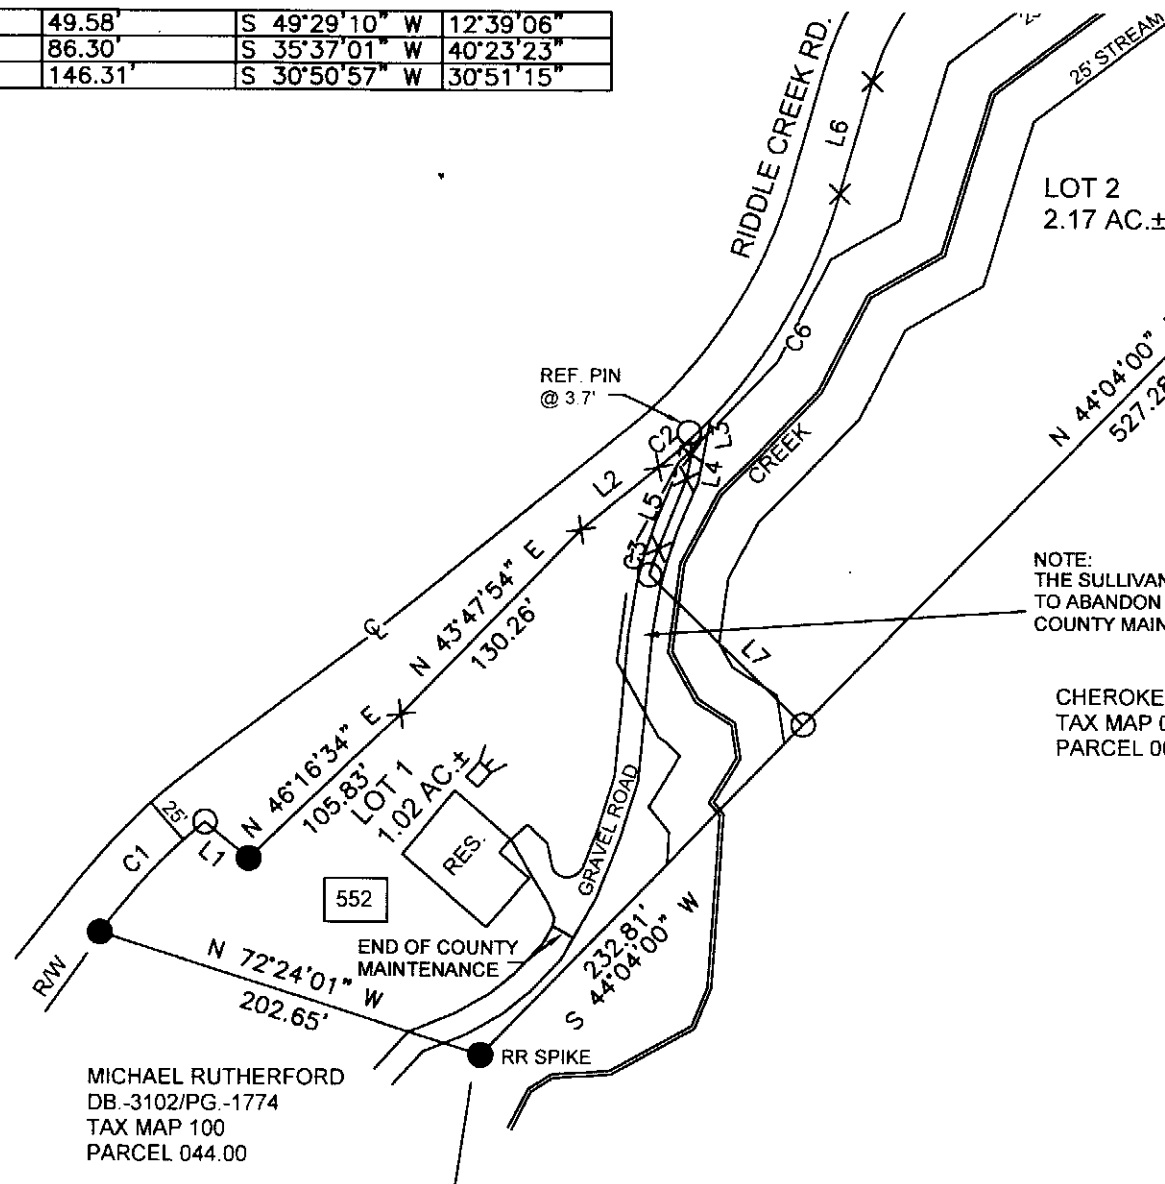 49.58' S 49°29'10" W 12°39'06"
86.30' S 35°37'01" W 40°23'23"
146.31' S 30°50'57" W 30°51'15"
RIDDLE CREEK RD.
L6
25' STREAM
LOT 2
2.17 AC.±
C6
REF. PIN
@ 3.7'
C2
L3
L4
L2
L5
C3
CREEK
N 44°04'00"
527.28
NOTE:
THE SULLIVAN
TO ABANDON
COUNTY MAIN
L7
CHEROKE
TAX MAP 0
PARCEL 00
N 43°47'54" E
130.26'
℄
N 46°16'34" E
105.83'
LOT 1
1.02 AC.±
25'
C1
L1
RES.
GRAVEL ROAD
552
END OF COUNTY
MAINTENANCE
232.81'
S 44°04'00" W
R/W
N 72°24'01" W
202.65'
RR SPIKE
MICHAEL RUTHERFORD
DB.-3102/PG.-1774
TAX MAP 100
PARCEL 044.00